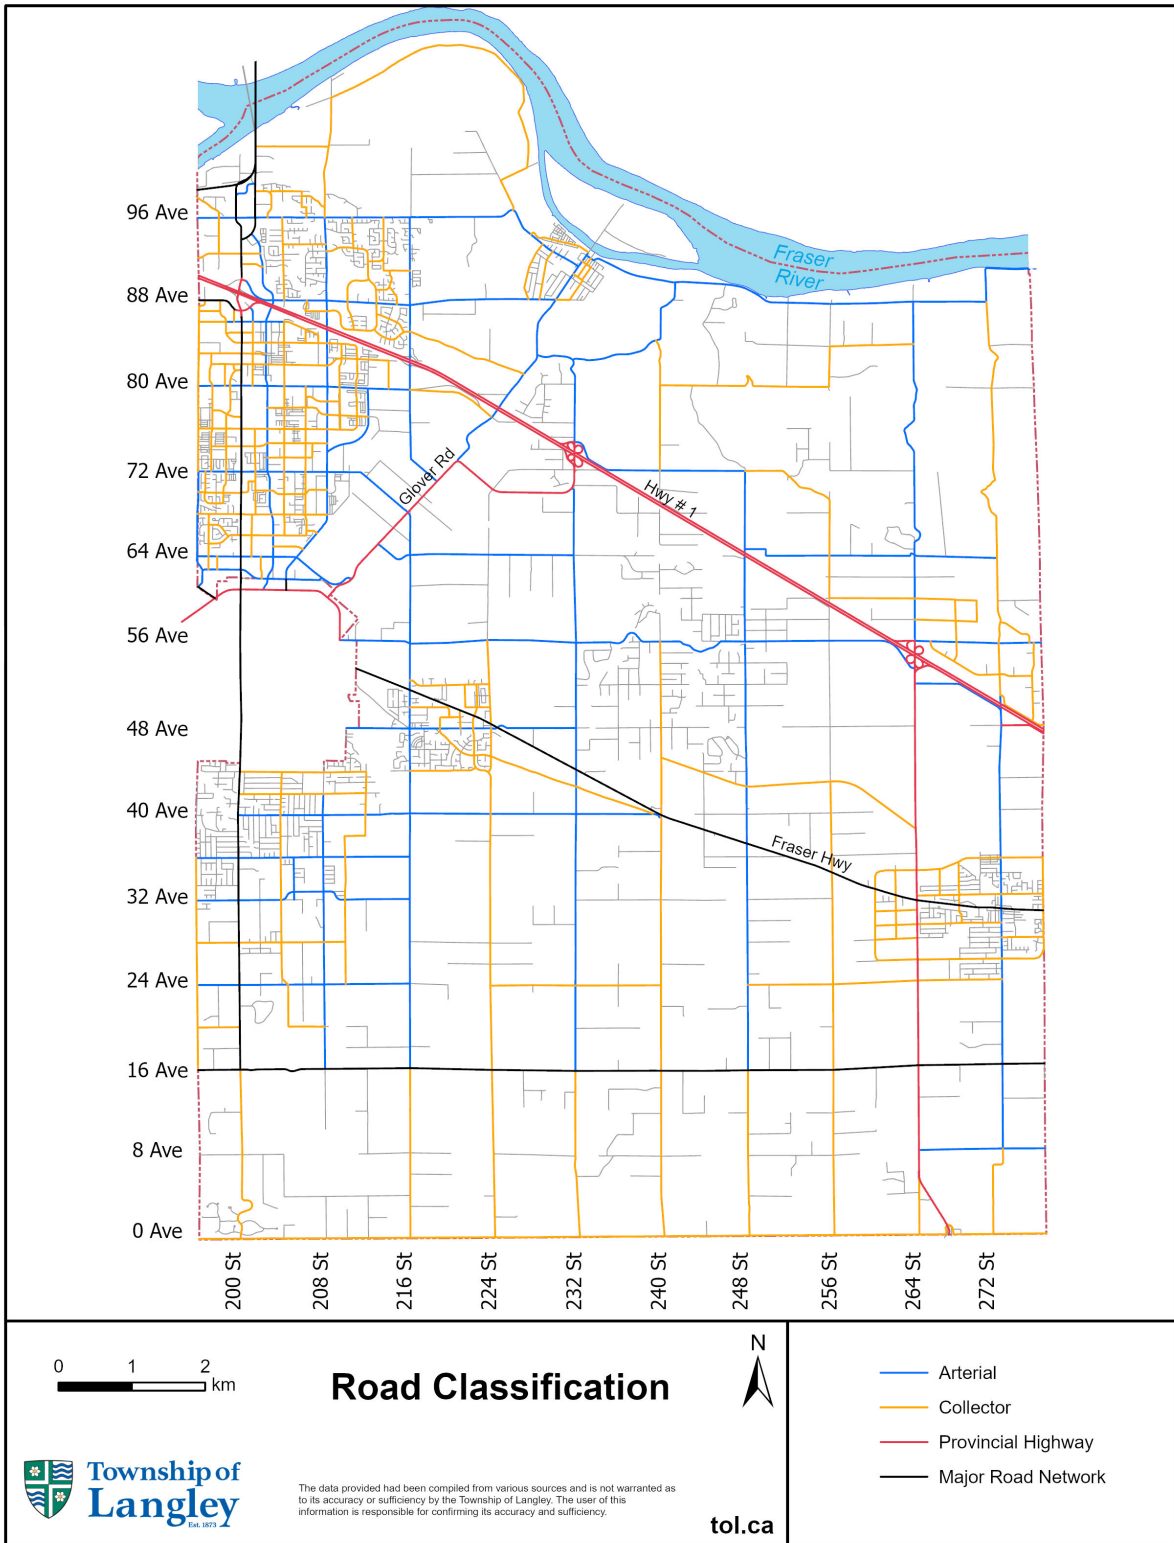 Fraser
River
96 Ave
88 Ave
80 Ave
72 Ave
64 Ave
56 Ave
48 Ave
40 Ave
32 Ave
24 Ave
16 Ave
8 Ave
0 Ave
Glover Rd
Hwy # 1
Fraser Hwy
200 St
208 St
216 St
224 St
232 St
240 St
248 St
256 St
264 St
272 St
0 1 2
km
Road Classification
N
Township of
Langley
Est. 1873
The data provided had been compiled from various sources and is not warranted as
to its accuracy or sufficiency by the Township of Langley. The user of this
information is responsible for confirming its accuracy and sufficiency.
tol.ca
Arterial
Collector
Provincial Highway
Major Road Network